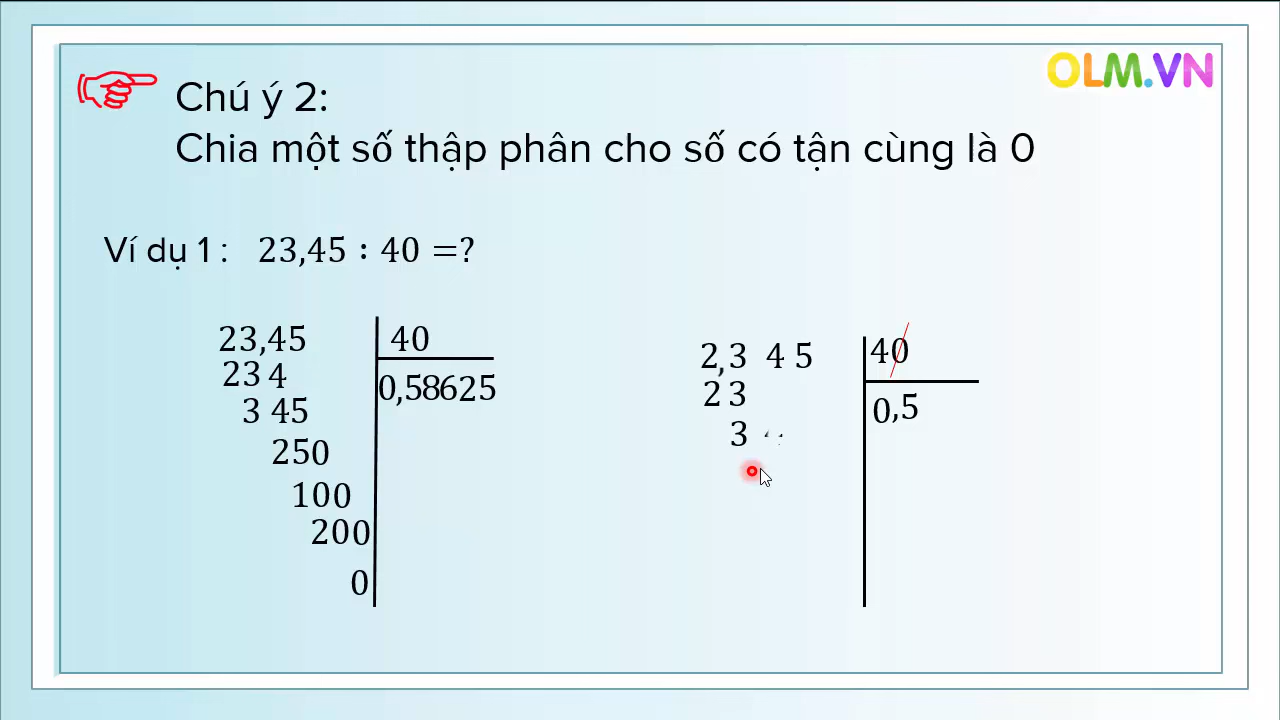 OLM.VN
Chú ý 2:
Chia một số thập phân cho số có tận cùng là 0
Ví dụ 1 : 23,45 : 40 =?
23,45 40
23 4 0,58625
3 45
250
100
200
0
2,3 4 5 40
23 0,5
3